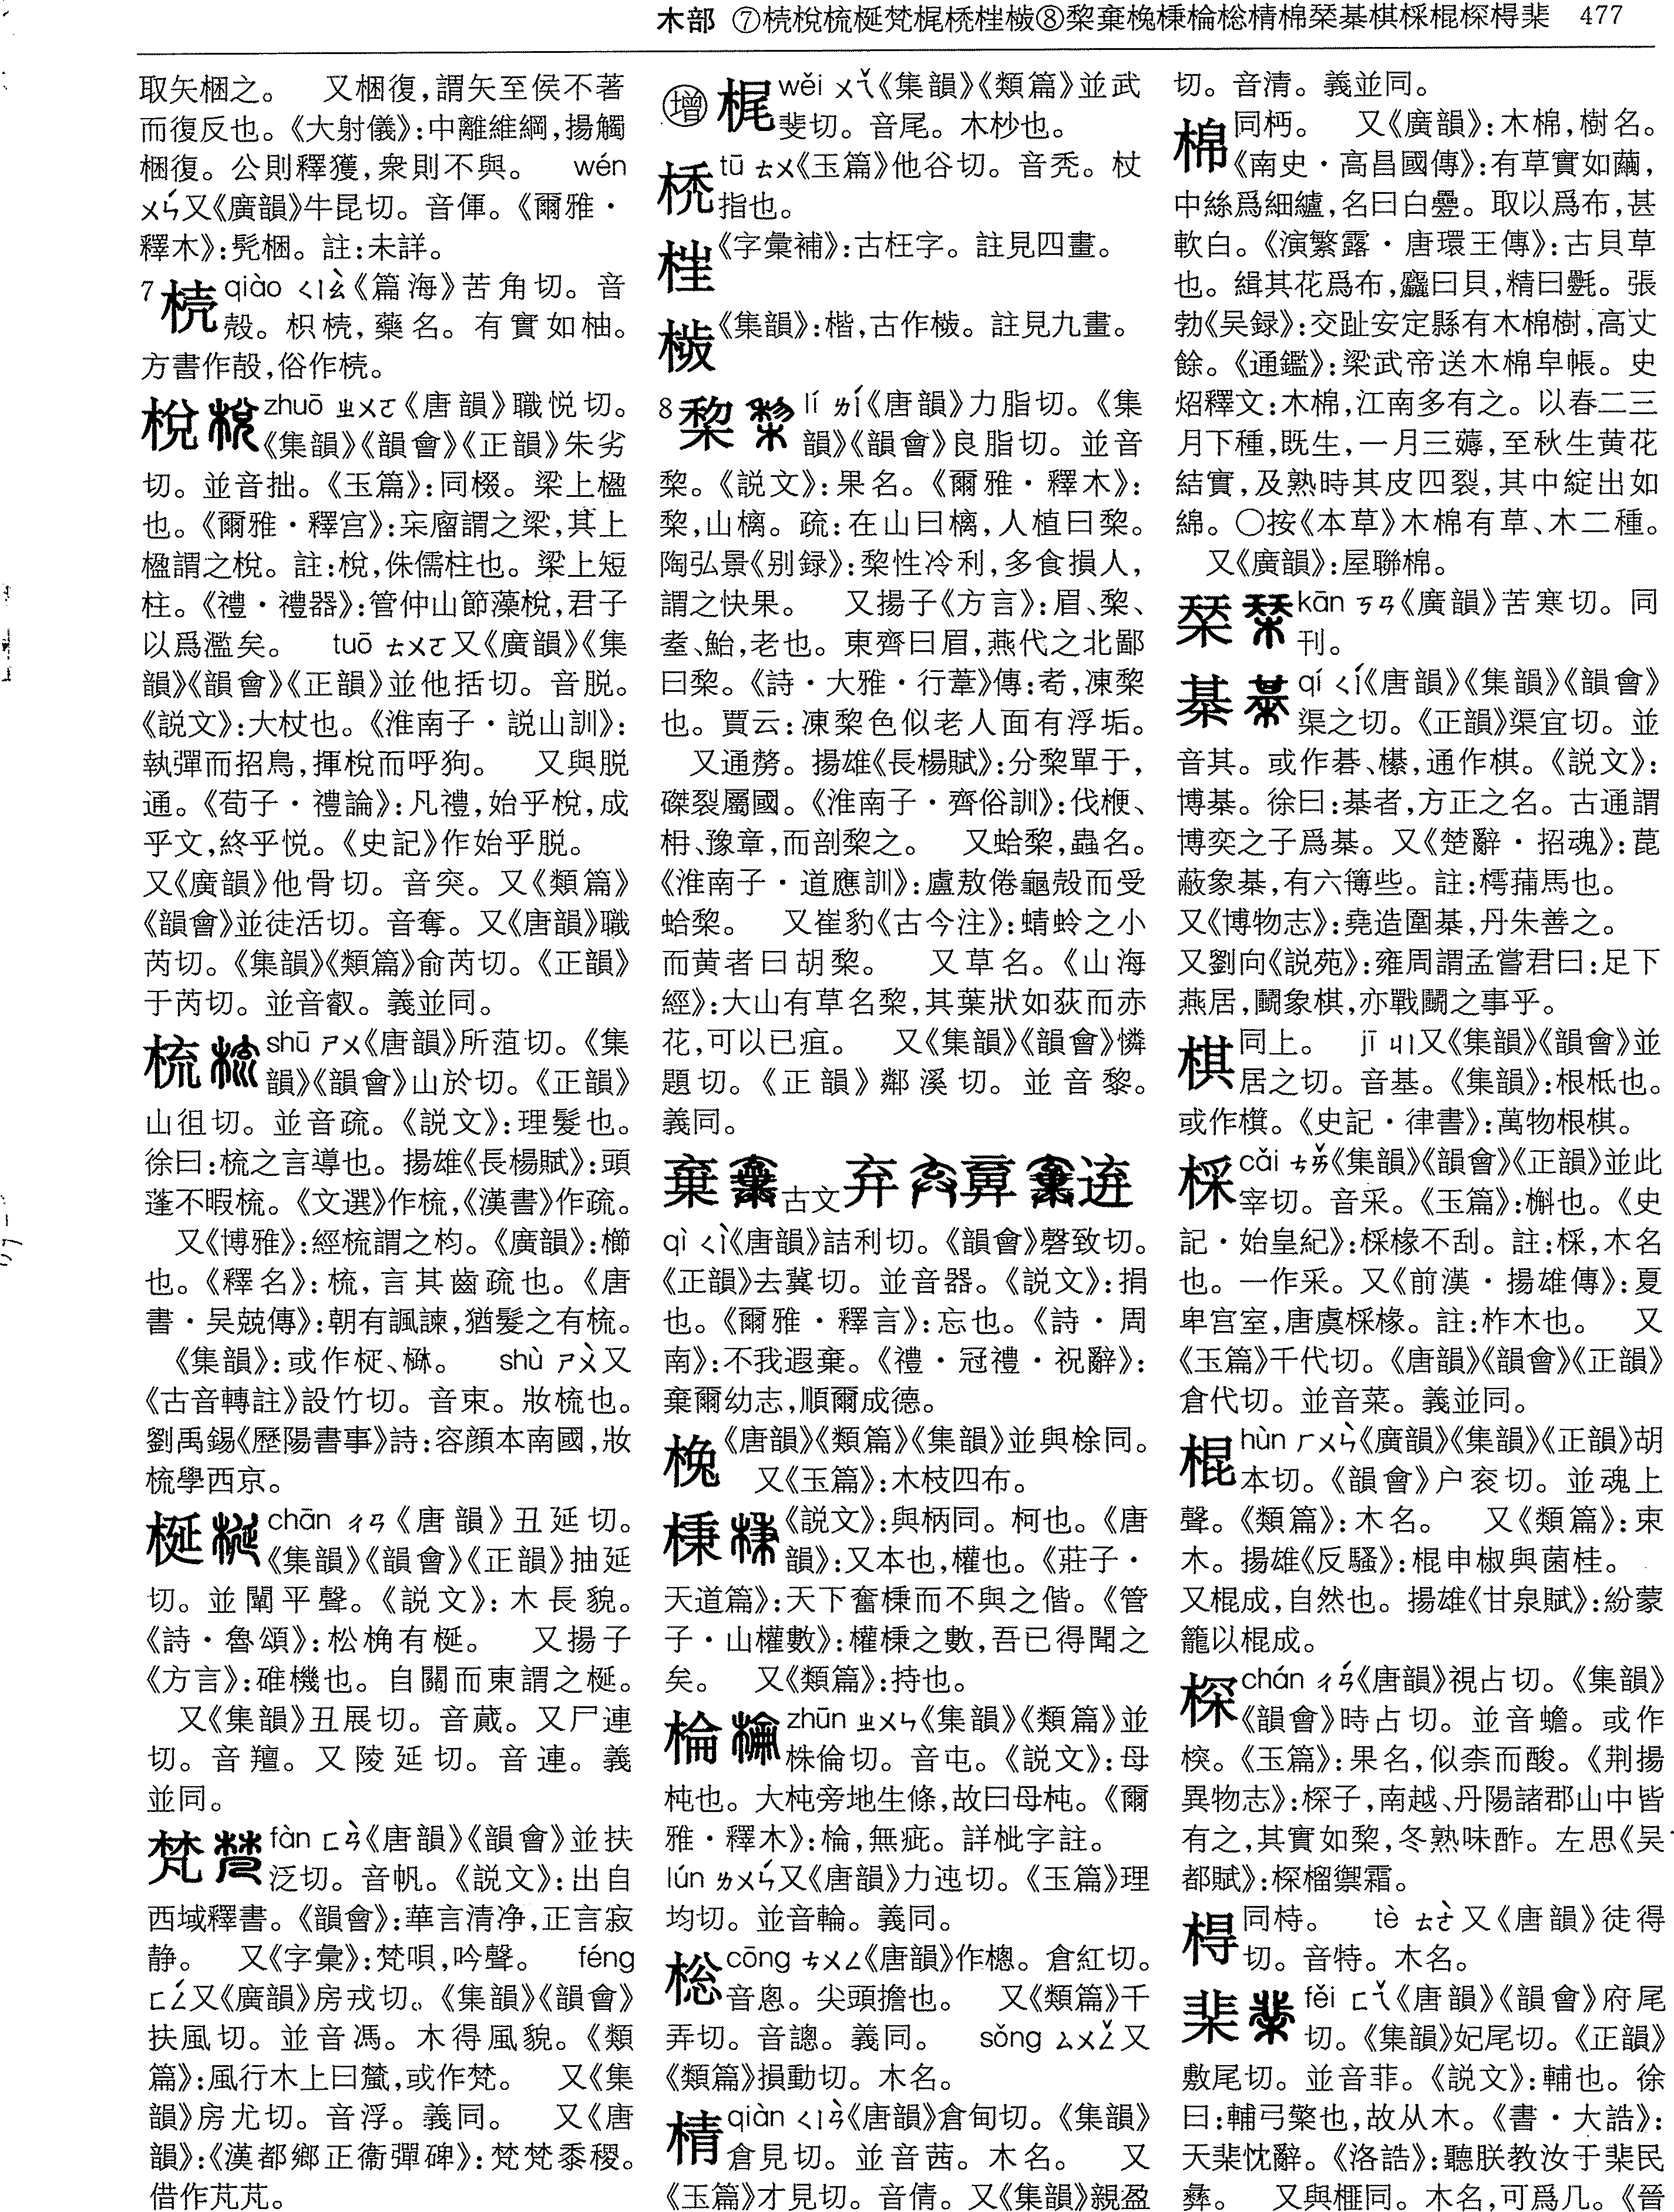 木部 ⑦㭠梲梳梴梵梶㭸㭹㭺⑧棃棄㮓棅棆棇棈棉栞棊棋棌棍棎棏棐 477
取矢梱之。 又梱復,謂矢至侯不著
而復反也。《大射儀》:中離維綱,揚觸
梱復。公則釋獲,衆則不與。 wén
ㄨㄣˊ又《廣韻》牛昆切。音僤。《爾雅・
釋木》:髡梱。註:未詳。
7 qiào ㄑㄧㄠˋ《篇海》苦角切。音
殼。枳㭠,藥名。有實如柚。
方書作㱿,俗作㭠。
梲 zhuō ㄓㄨㄛ《唐韻》職悦切。
《集韻》《韻會》《正韻》朱劣
切。並音拙。《玉篇》:同棳。梁上楹
也。《爾雅・釋宫》:杗廇謂之梁,其上
楹謂之梲。註:梲,侏儒柱也。梁上短
柱。《禮・禮器》:管仲山節藻梲,君子
以爲濫矣。 tuō ㄊㄨㄛ又《廣韻》《集
韻》《韻會》《正韻》並他括切。音脱。
《説文》:大杖也。《淮南子・説山訓》:
執彈而招鳥,揮梲而呼狗。 又與脱
通。《荀子・禮論》:凡禮,始乎梲,成
乎文,終乎悦。《史記》作始乎脱。
又《廣韻》他骨切。音突。又《類篇》
《韻會》並徒活切。音奪。又《唐韻》職
芮切。《集韻》《類篇》俞芮切。《正韻》
于芮切。並音叡。義並同。
梳 shū ㄕㄨ《唐韻》所葅切。《集
韻》《韻會》山於切。《正韻》
山徂切。並音疏。《説文》:理髮也。
徐曰:梳之言導也。揚雄《長楊賦》:頭
蓬不暇梳。《文選》作梳,《漢書》作疏。
又《博雅》:經梳謂之枃。《廣韻》:櫛
也。《釋名》:梳,言其齒疏也。《唐
書・吴兢傳》:朝有諷諫,猶髮之有梳。
《集韻》:或作梎、㯝。 shù ㄕㄨˋ又
《古音轉註》設竹切。音束。妝梳也。
劉禹錫《歷陽書事》詩:容顔本南國,妝
梳學西京。
梴 chān ㄔㄢ《唐韻》丑延切。
《集韻》《韻會》《正韻》抽延
切。並闡平聲。《説文》:木長貌。
《詩・魯頌》:松桷有梴。 又揚子
《方言》:碓機也。自關而東謂之梴。
又《集韻》丑展切。音蕆。又尸連
切。音羶。又陵延切。音連。義
並同。
梵 fàn ㄈㄢˋ《唐韻》《韻會》並扶
泛切。音帆。《説文》:出自
西域釋書。《韻會》:華言清净,正言寂
静。 又《字彙》:梵唄,吟聲。 féng
ㄈㄥˊ又《廣韻》房戎切。《集韻》《韻會》
扶風切。並音馮。木得風貌。《類
篇》:風行木上曰檒,或作梵。 又《集
韻》房尤切。音浮。義同。 又《唐
韻》:《漢都鄉正衞彈碑》:梵梵黍稷。
借作芃芃。
增 梶 wěi ㄨㄟˇ《集韻》《類篇》並武
斐切。音尾。木杪也。
tū ㄊㄨ《玉篇》他谷切。音秃。杖
指也。
《字彙補》:古枉字。註見四畫。
《集韻》:楷,古作㭺。註見九畫。
8 棃 lí ㄌㄧˊ《唐韻》力脂切。《集
韻》《韻會》良脂切。並音
黎。《説文》:果名。《爾雅・釋木》:
棃,山樆。疏:在山曰樆,人植曰棃。
陶弘景《别録》:棃性冷利,多食損人,
謂之快果。 又揚子《方言》:眉、棃、
耋、鮐,老也。東齊曰眉,燕代之北鄙
曰棃。《詩・大雅・行葦》傳:耇,凍棃
也。賈云:凍棃色似老人面有浮垢。
又通剺。揚雄《長楊賦》:分棃單于,
磔裂屬國。《淮南子・齊俗訓》:伐楩、
枏、豫章,而剖棃之。 又蛤棃,蟲名。
《淮南子・道應訓》:盧敖倦龜殼而受
蛤棃。 又崔豹《古今注》:蜻蛉之小
而黄者曰胡棃。 又草名。《山海
經》:大山有草名棃,其葉狀如荻而赤
花,可以已疽。 又《集韻》《韻會》憐
題切。《正韻》鄰溪切。並音黎。
義同。
棄 古文弃
qì ㄑㄧˋ《唐韻》詰利切。《韻會》磬致切。
《正韻》去冀切。並音器。《説文》:捐
也。《爾雅・釋言》:忘也。《詩・周
南》:不我遐棄。《禮・冠禮・祝辭》:
棄爾幼志,順爾成德。
《唐韻》《類篇》《集韻》並與梌同。
又《玉篇》:木枝四布。
棅 《説文》:與柄同。柯也。《唐
韻》:又本也,權也。《莊子・
天道篇》:天下奮棅而不與之偕。《管
子・山權數》:權棅之數,吾已得聞之
矣。 又《類篇》:持也。
棆 zhūn ㄓㄨㄣ《集韻》《類篇》並
株倫切。音屯。《説文》:母
杶也。大杶旁地生條,故曰母杶。《爾
雅・釋木》:棆,無疵。詳枇字註。
lún ㄌㄨㄣˊ又《唐韻》力迍切。《玉篇》理
均切。並音輪。義同。
棇 cōng ㄘㄨㄥ《唐韻》作樬。倉紅切。
音悤。尖頭擔也。 又《類篇》千
弄切。音謥。義同。 sǒng ㄙㄨㄥˇ又
《類篇》損動切。木名。
棈 qiàn ㄑㄧㄢˋ《唐韻》倉甸切。《集韻》
倉見切。並音茜。木名。 又
《玉篇》才見切。音倩。又《集韻》親盈
切。音清。義並同。
棉 同杤。 又《廣韻》:木棉,樹名。
《南史・高昌國傳》:有草實如繭,
中絲爲細纑,名曰白疊。取以爲布,甚
軟白。《演繁露・唐環王傳》:古貝草
也。緝其花爲布,麤曰貝,精曰㲲。張
勃《吴録》:交趾安定縣有木棉樹,高丈
餘。《通鑑》:梁武帝送木棉皁帳。史
炤釋文:木棉,江南多有之。以春二三
月下種,既生,一月三薅,至秋生黄花
結實,及熟時其皮四裂,其中綻出如
綿。○按《本草》木棉有草、木二種。
又《廣韻》:屋聯棉。
栞 kān ㄎㄢ《廣韻》苦寒切。同
刊。
棊 qí ㄑㄧˊ《唐韻》《集韻》《韻會》
渠之切。《正韻》渠宜切。並
音其。或作碁、櫀,通作棋。《説文》:
博棊。徐曰:棊者,方正之名。古通謂
博奕之子爲棊。又《楚辭・招魂》:菎
蔽象棊,有六簙些。註:樗蒱馬也。
又《博物志》:堯造圍棊,丹朱善之。
又劉向《説苑》:雍周謂孟嘗君曰:足下
燕居,鬭象棋,亦戰鬭之事乎。
棋 同上。 jī ㄐㄧ又《集韻》《韻會》並
居之切。音基。《集韻》:根柢也。
或作櫀。《史記・律書》:萬物根棋。
棌 cǎi ㄘㄞˇ《集韻》《韻會》《正韻》並此
宰切。音采。《玉篇》:槲也。《史
記・始皇紀》:棌椽不刮。註:棌,木名
也。一作采。又《前漢・揚雄傳》:夏
卑宫室,唐虞棌椽。註:柞木也。 又
《玉篇》千代切。《唐韻》《韻會》《正韻》
倉代切。並音菜。義並同。
棍 hùn ㄏㄨㄣˋ《廣韻》《集韻》《正韻》胡
本切。《韻會》户衮切。並魂上
聲。《類篇》:木名。 又《類篇》:束
木。揚雄《反騷》:棍申椒與菌桂。
又棍成,自然也。揚雄《甘泉賦》:紛蒙
籠以棍成。
棎 chán ㄔㄢˊ《唐韻》視占切。《集韻》
《韻會》時占切。並音蟾。或作
㮇。《玉篇》:果名,似柰而酸。《荆揚
異物志》:棎子,南越、丹陽諸郡山中皆
有之,其實如棃,冬熟味酢。左思《吴
都賦》:棎榴禦霜。
棏 同㭙。 tè ㄊㄜˋ又《唐韻》徒得
切。音特。木名。
棐 fěi ㄈㄟˇ《唐韻》《韻會》府尾
切。《集韻》妃尾切。《正韻》
敷尾切。並音菲。《説文》:輔也。徐
曰:輔弓檠也,故从木。《書・大誥》:
天棐忱辭。《洛誥》:聽朕教汝于棐民
彝。 又與榧同。木名,可爲几。《晉